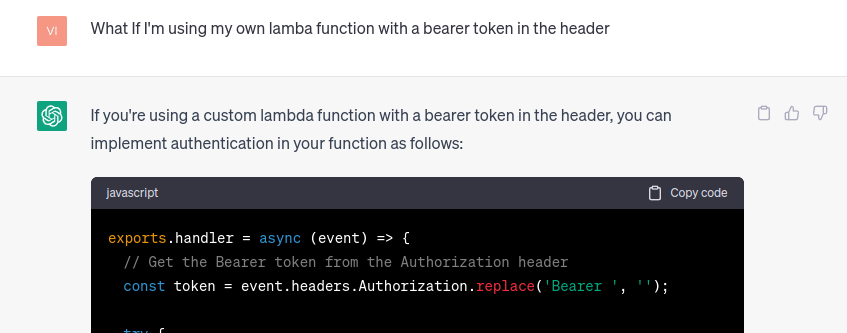 VI
What If I'm using my own lamba function with a bearer token in the header
If you're using a custom lambda function with a bearer token in the header, you can
implement authentication in your function as follows:
javascript
Copy code
exports.handler = async (event) => {
// Get the Bearer token from the Authorization header
const token = event.headers.Authorization.replace('Bearer ', '');
try {